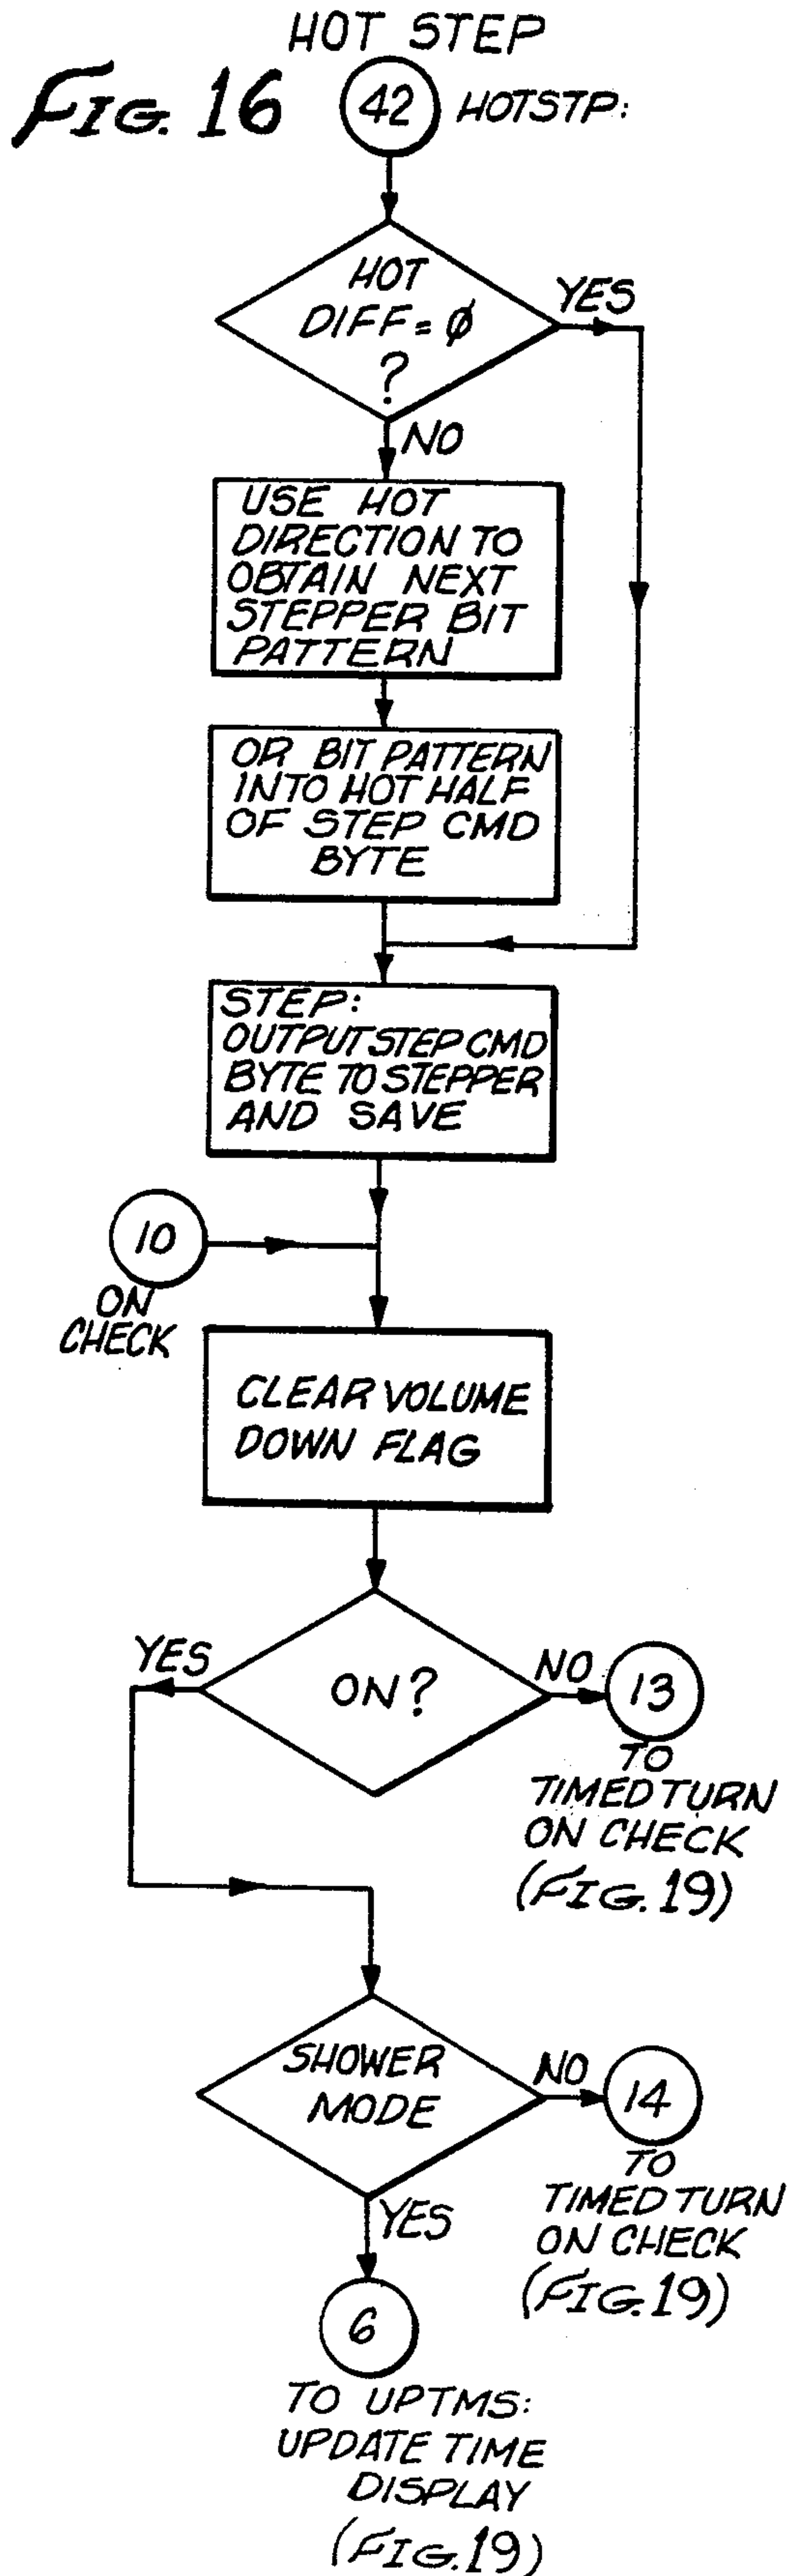 HOT STEP
FIG. 16
42 HOTSTP:
HOT
DIFF = ∅
?
YES
NO
USE HOT
DIRECTION TO
OBTAIN NEXT
STEPPER BIT
PATTERN
OR BIT PATTERN
INTO HOT HALF
OF STEP CMD
BYTE
STEP:
OUTPUT STEP CMD
BYTE TO STEPPER
AND SAVE
10
ON
CHECK
CLEAR VOLUME
DOWN FLAG
YES
ON?
NO
13
TO
TIMED TURN
ON CHECK
(FIG. 19)
SHOWER
MODE
NO
14
TO
TIMED TURN
ON CHECK
(FIG. 19)
YES
6
TO UPTMS:
UPDATE TIME
DISPLAY
(FIG. 19)